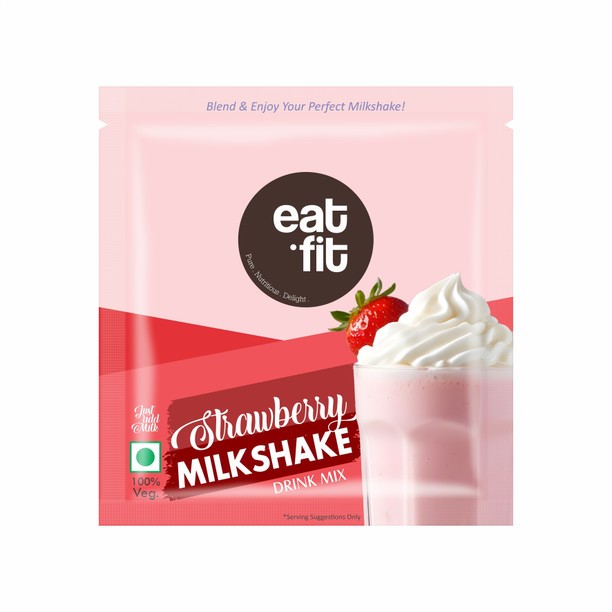 Blend & Enjoy Your Perfect Milkshake!
eat
fit
Pure . Nutritious . Delight .
Just
add
Milk
Strawberry
MILKSHAKE
DRINK MIX
100%
Veg.
*Serving Suggestions Only